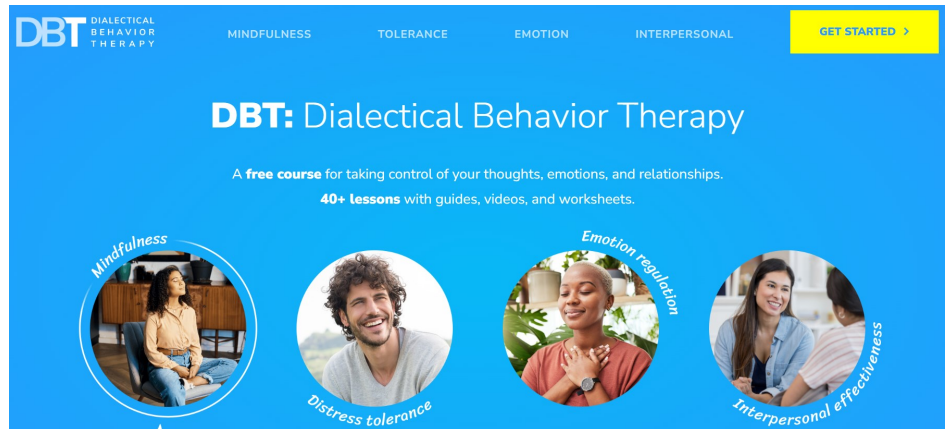 DBT DIALECTICAL
BEHAVIOR
THERAPY
MINDFULNESS
TOLERANCE
EMOTION
INTERPERSONAL
GET STARTED
DBT: Dialectical Behavior Therapy
A free course for taking control of your thoughts, emotions, and relationships.
40+ lessons with guides, videos, and worksheets.
Mindfulness
Distress tolerance
Emotion regulation
Interpersonal effectiveness